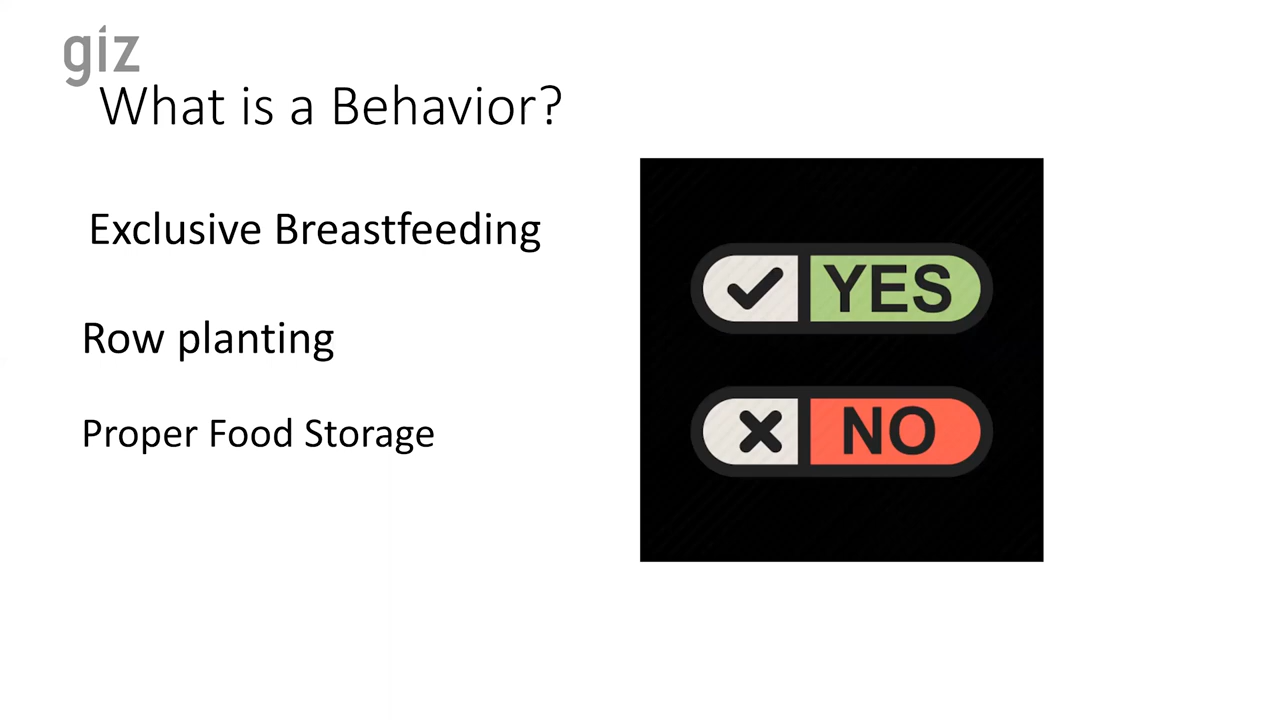 giz
What is a Behavior?
Exclusive Breastfeeding
Row planting
Proper Food Storage
YES
NO